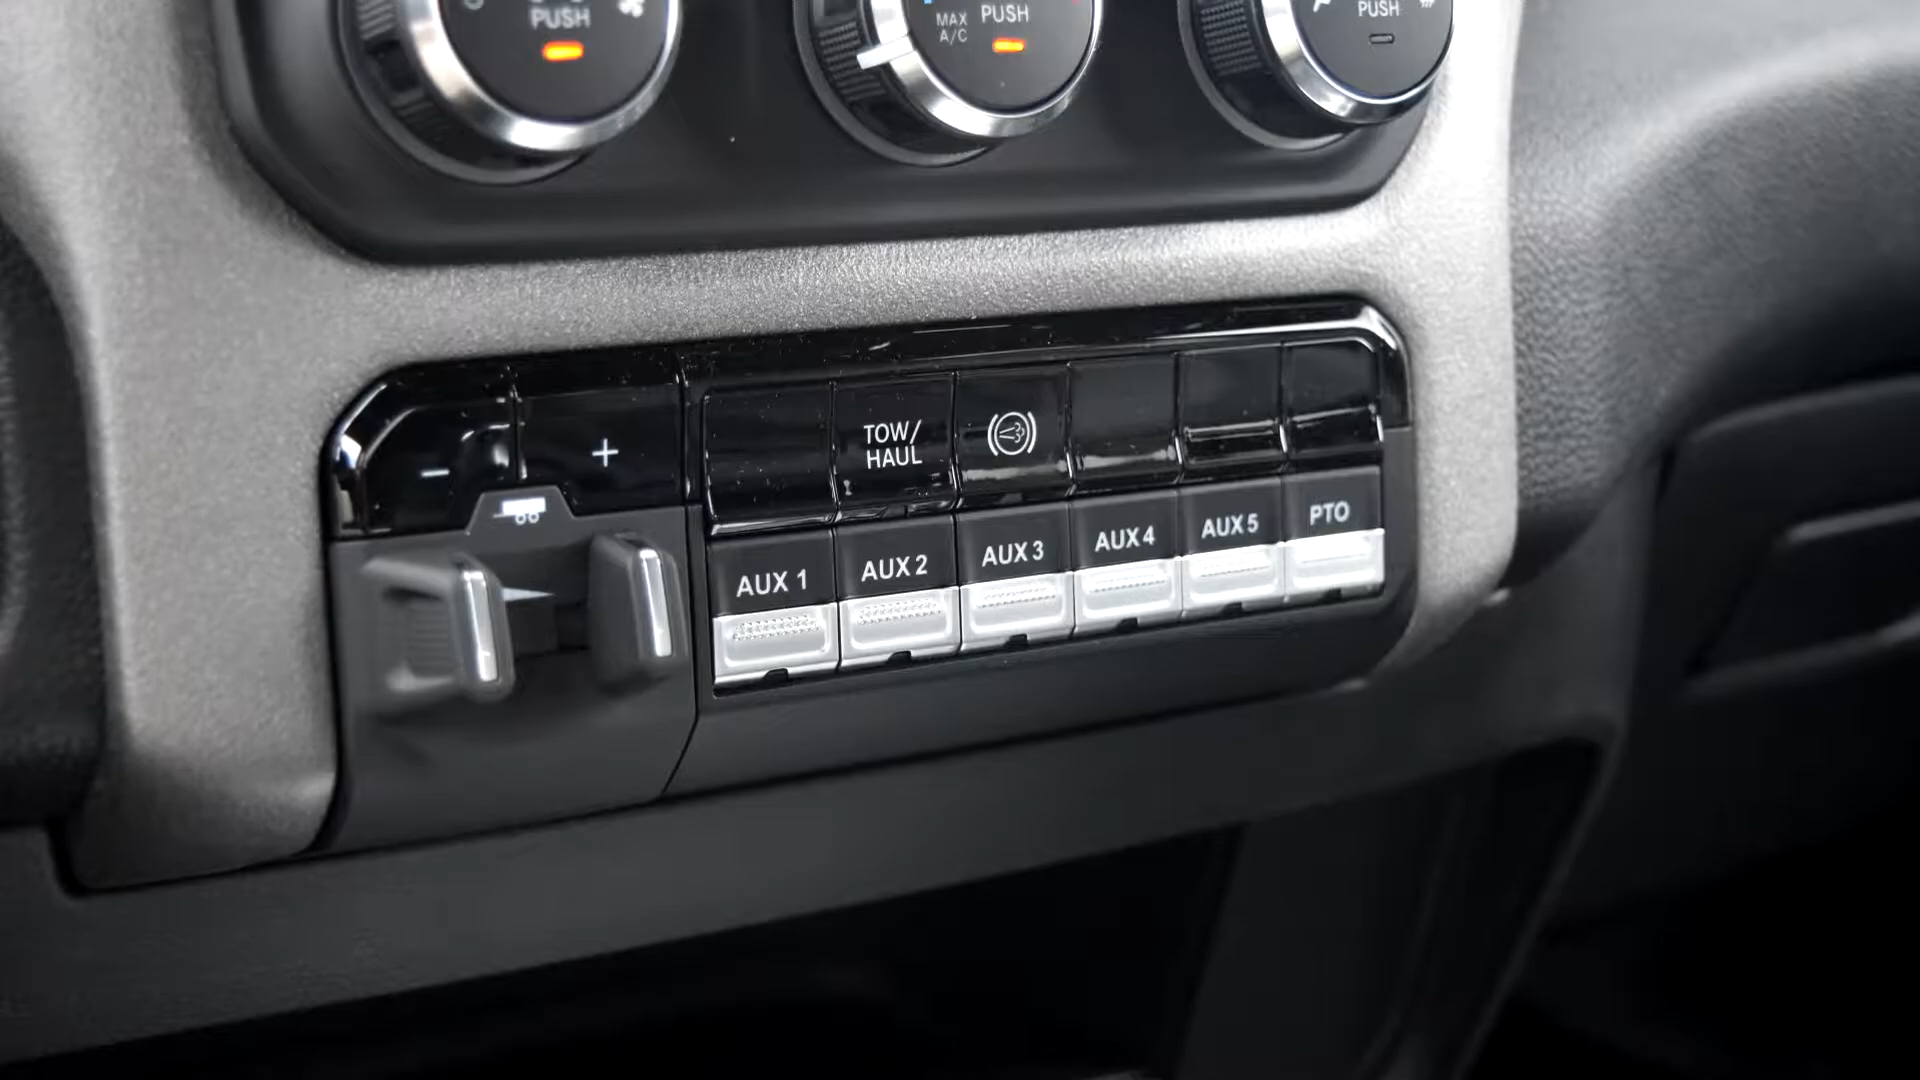 PUSH
MAX
A/C
PUSH
PUSH
TOW/
HAUL
- +
AUX 1
AUX 2
AUX 3
AUX 4
AUX 5
PTO